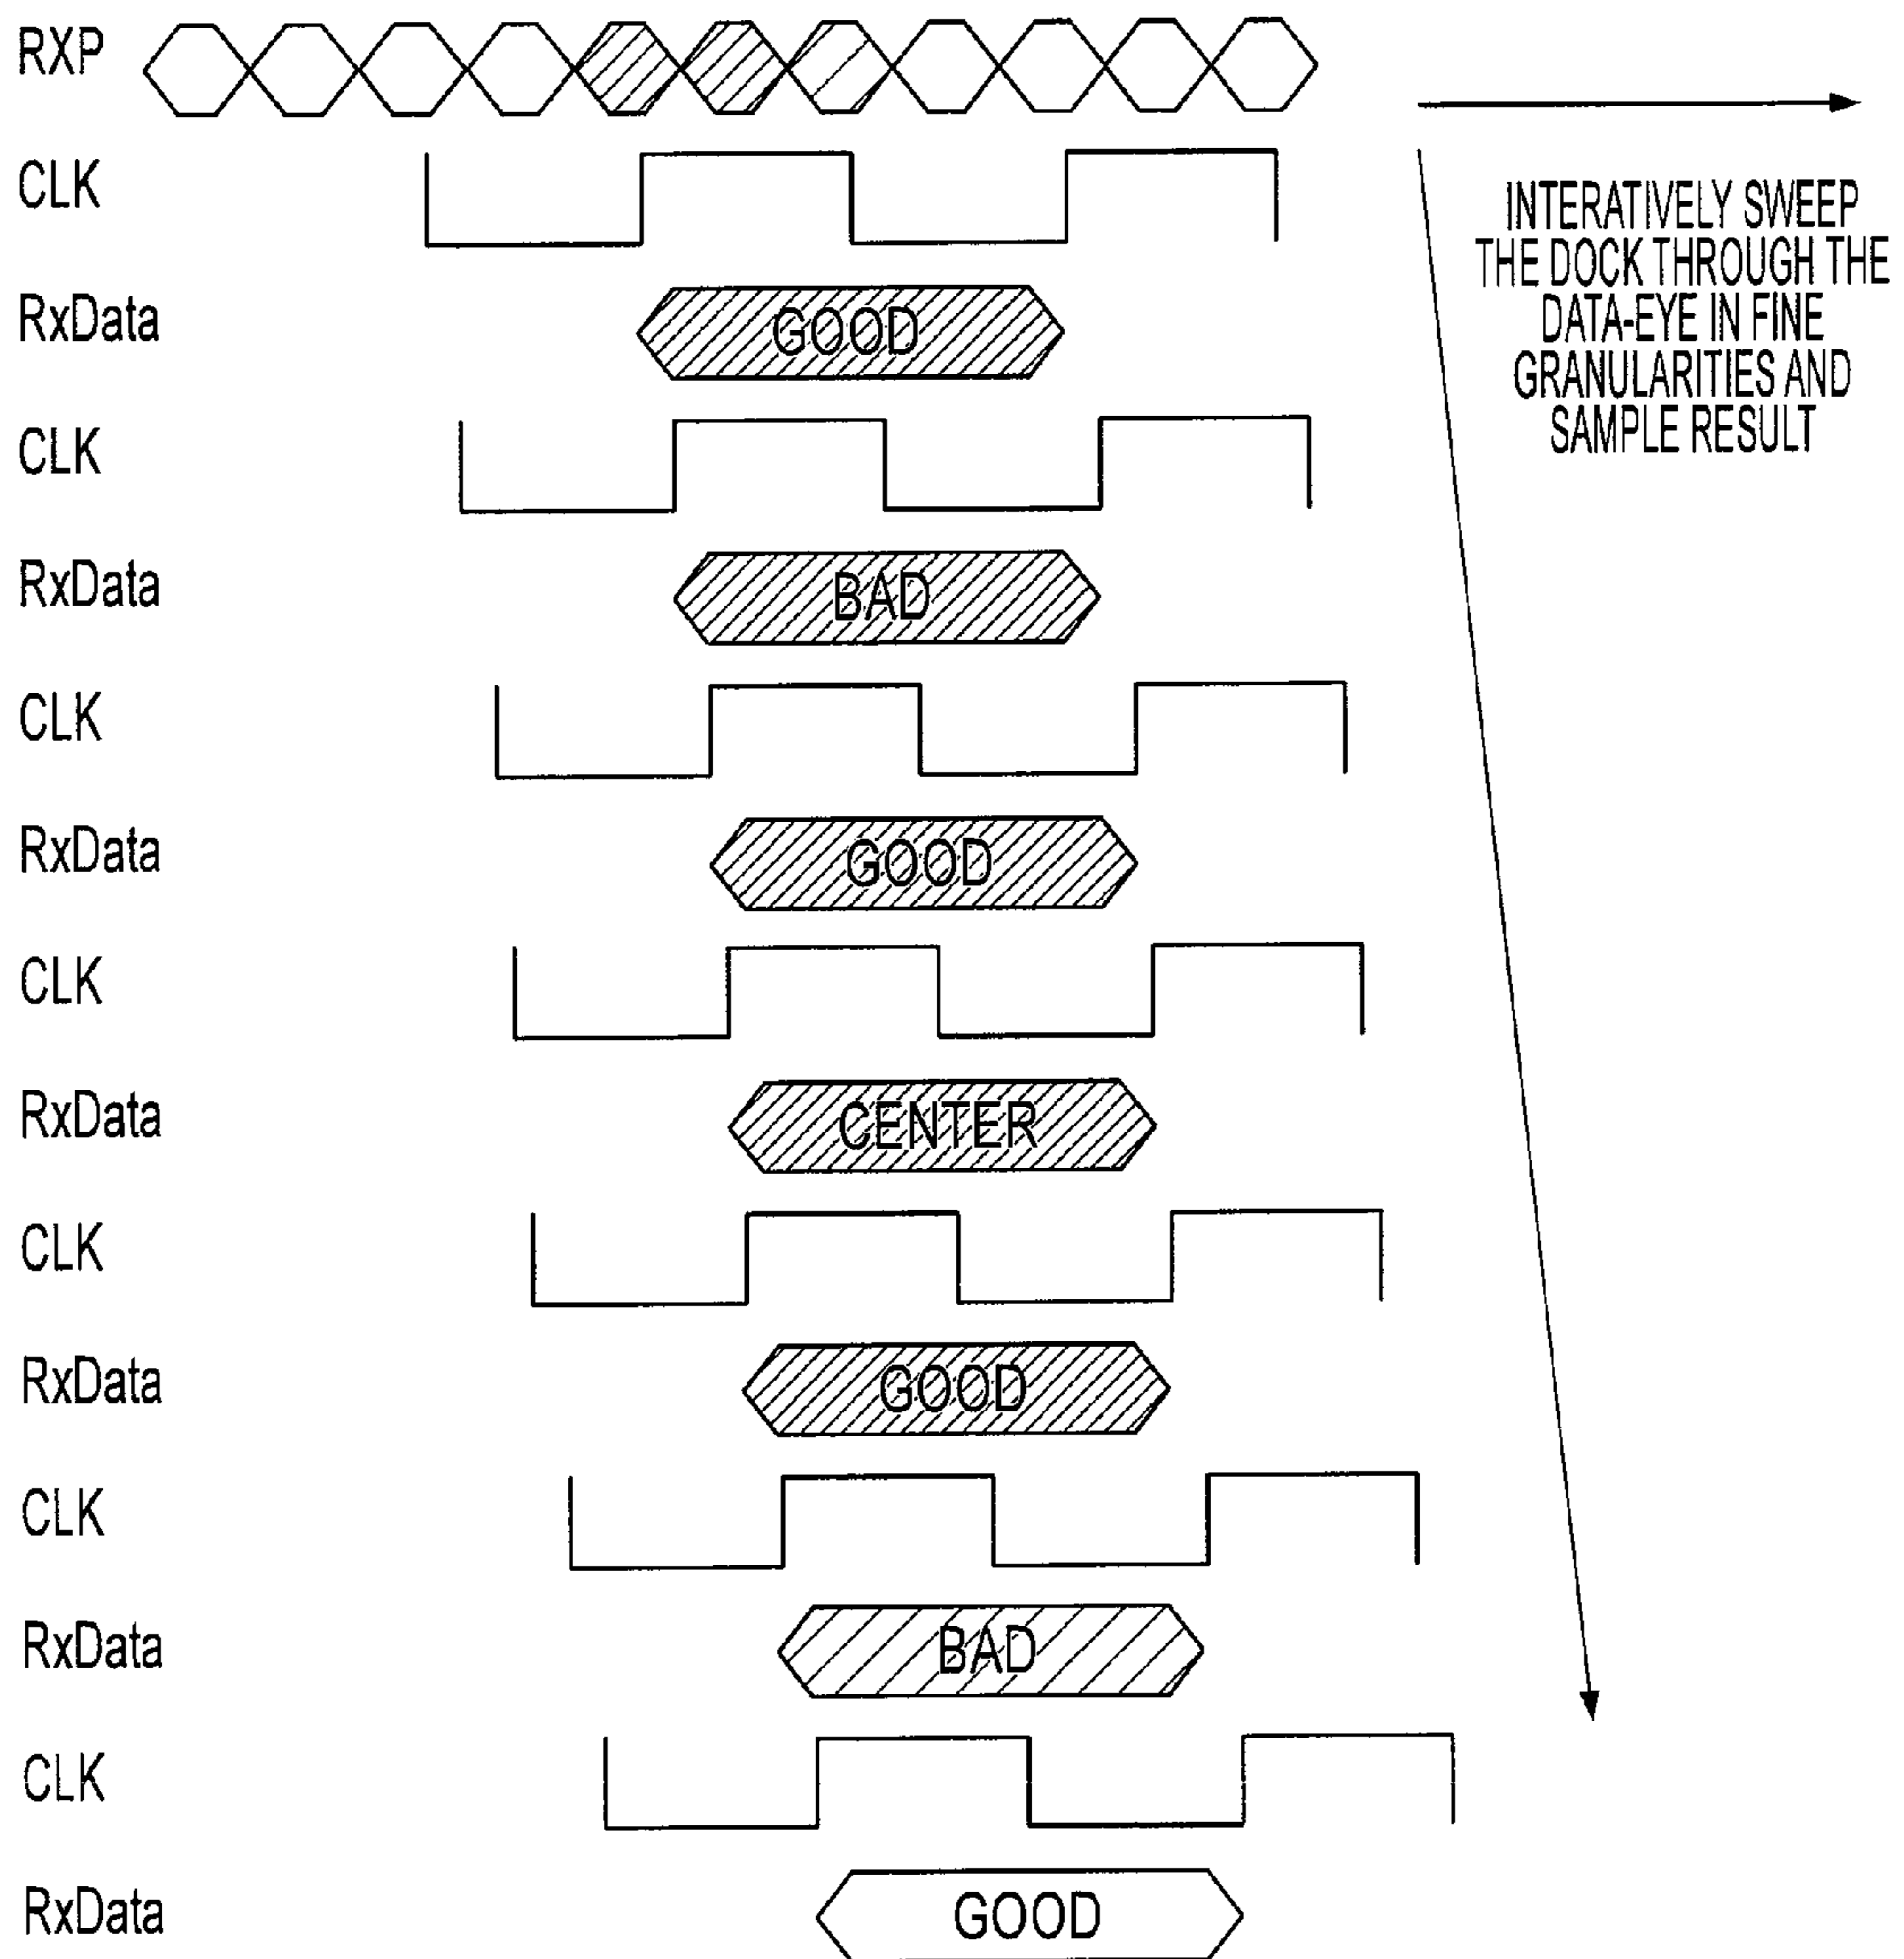 RXP
CLK
INTERATIVELY SWEEP
THE DOCK THROUGH THE
DATA-EYE IN FINE
GRANULARITIES AND
SAMPLE RESULT
RxData
GOOD
CLK
RxData
BAD
CLK
RxData
GOOD
CLK
RxData
CENTER
CLK
RxData
GOOD
CLK
RxData
BAD
CLK
RxData
GOOD